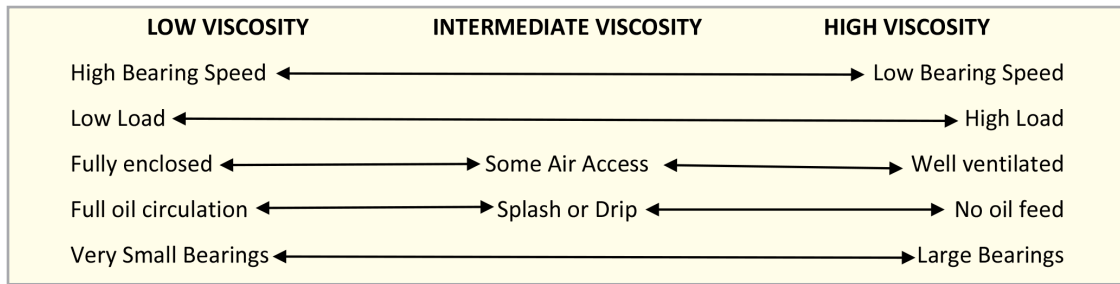 LOW VISCOSITY INTERMEDIATE VISCOSITY HIGH VISCOSITY
High Bearing Speed Low Bearing Speed
Low Load High Load
Fully enclosed Some Air Access Well ventilated
Full oil circulation Splash or Drip No oil feed
Very Small Bearings Large Bearings